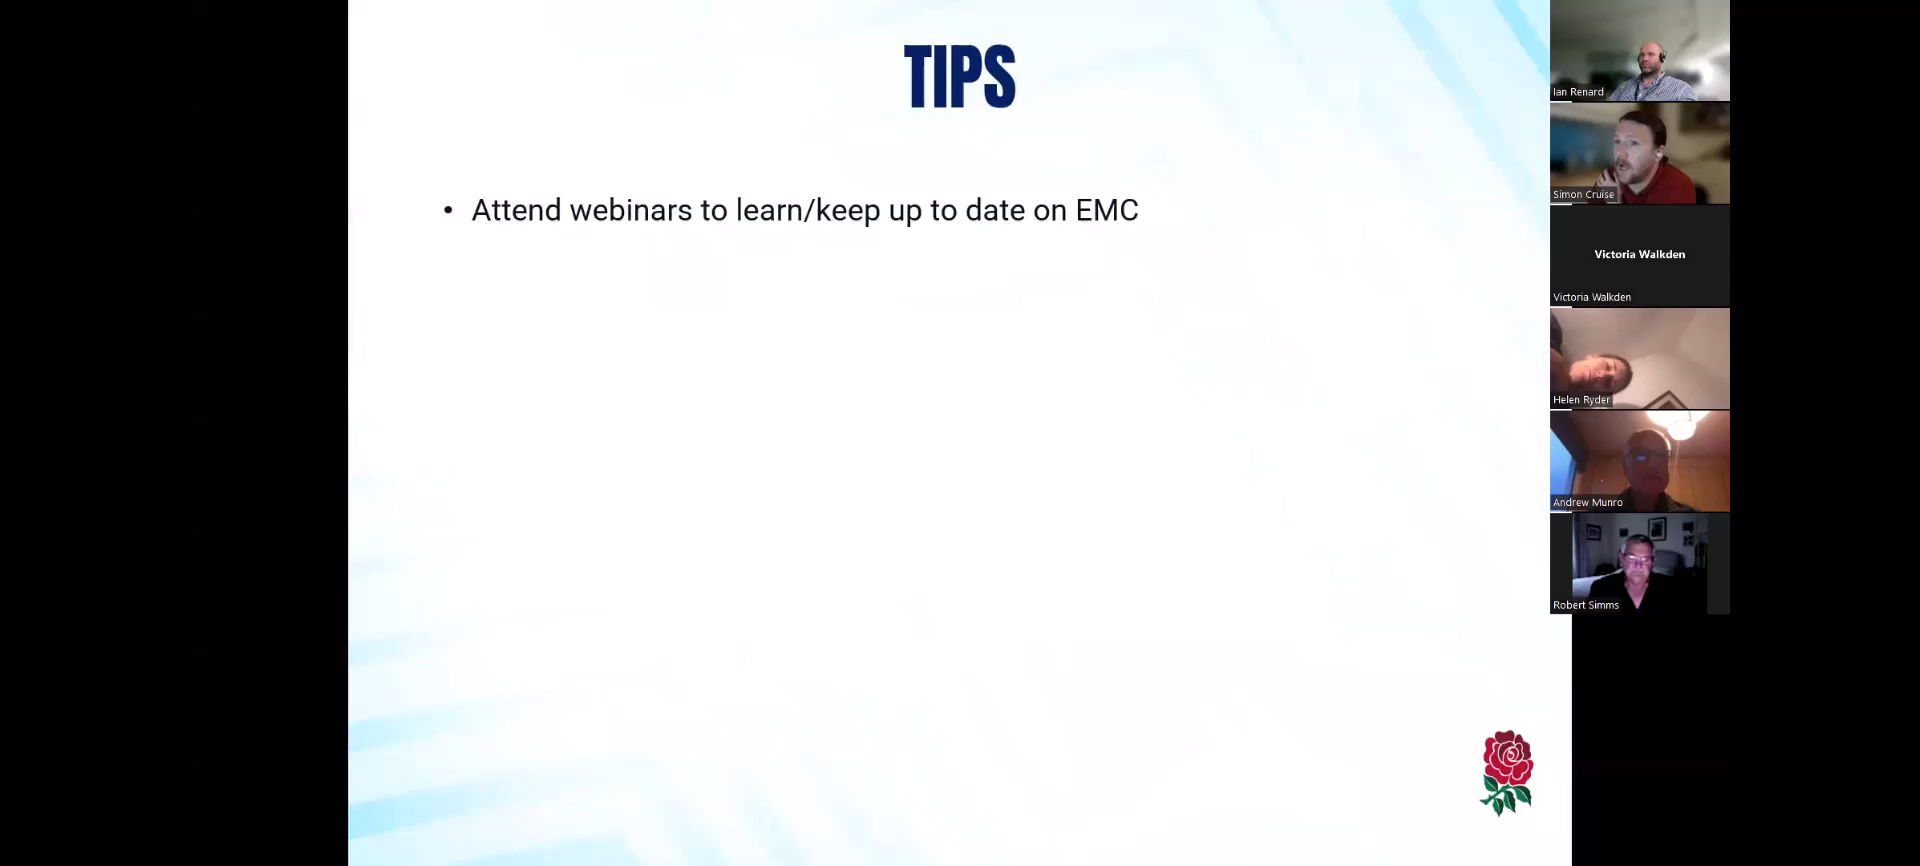 TIPS
• Attend webinars to learn/keep up to date on EMC
Ian Renard
Simon Cruise
Victoria Walkden
Victoria Walkden
Helen Ryder
Andrew Munro
Robert Simms